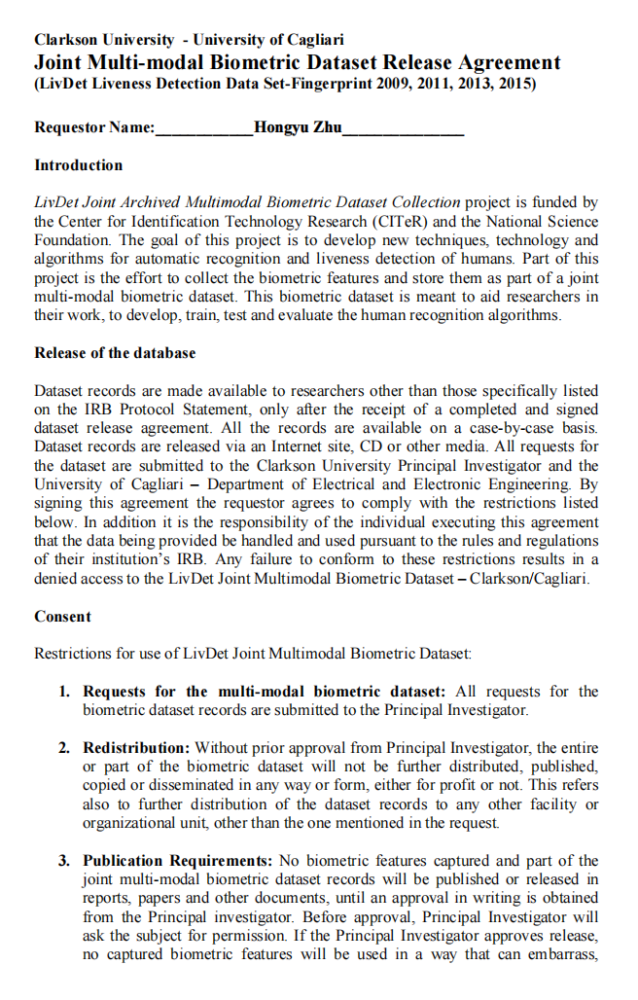 Clarkson University - University of Cagliari
Joint Multi-modal Biometric Dataset Release Agreement
(LivDet Liveness Detection Data Set-Fingerprint 2009, 2011, 2013, 2015)
Requestor Name:____________Hongyu Zhu_______________
Introduction
LivDet Joint Archived Multimodal Biometric Dataset Collection project is funded by
the Center for Identification Technology Research (CITeR) and the National Science
Foundation. The goal of this project is to develop new techniques, technology and
algorithms for automatic recognition and liveness detection of humans. Part of this
project is the effort to collect the biometric features and store them as part of a joint
multi-modal biometric dataset. This biometric dataset is meant to aid researchers in
their work, to develop, train, test and evaluate the human recognition algorithms.
Release of the database
Dataset records are made available to researchers other than those specifically listed
on the IRB Protocol Statement, only after the receipt of a completed and signed
dataset release agreement. All the records are available on a case-by-case basis.
Dataset records are released via an Internet site, CD or other media. All requests for
the dataset are submitted to the Clarkson University Principal Investigator and the
University of Cagliari – Department of Electrical and Electronic Engineering. By
signing this agreement the requestor agrees to comply with the restrictions listed
below. In addition it is the responsibility of the individual executing this agreement
that the data being provided be handled and used pursuant to the rules and regulations
of their institution's IRB. Any failure to conform to these restrictions results in a
denied access to the LivDet Joint Multimodal Biometric Dataset – Clarkson/Cagliari.
Consent
Restrictions for use of LivDet Joint Multimodal Biometric Dataset:
1. Requests for the multi-modal biometric dataset: All requests for the
biometric dataset records are submitted to the Principal Investigator.
2. Redistribution: Without prior approval from Principal Investigator, the entire
or part of the biometric dataset will not be further distributed, published,
copied or disseminated in any way or form, either for profit or not. This refers
also to further distribution of the dataset records to any other facility or
organizational unit, other than the one mentioned in the request.
3. Publication Requirements: No biometric features captured and part of the
joint multi-modal biometric dataset records will be published or released in
reports, papers and other documents, until an approval in writing is obtained
from the Principal investigator. Before approval, Principal Investigator will
ask the subject for permission. If the Principal Investigator approves release,
no captured biometric features will be used in a way that can embarrass,